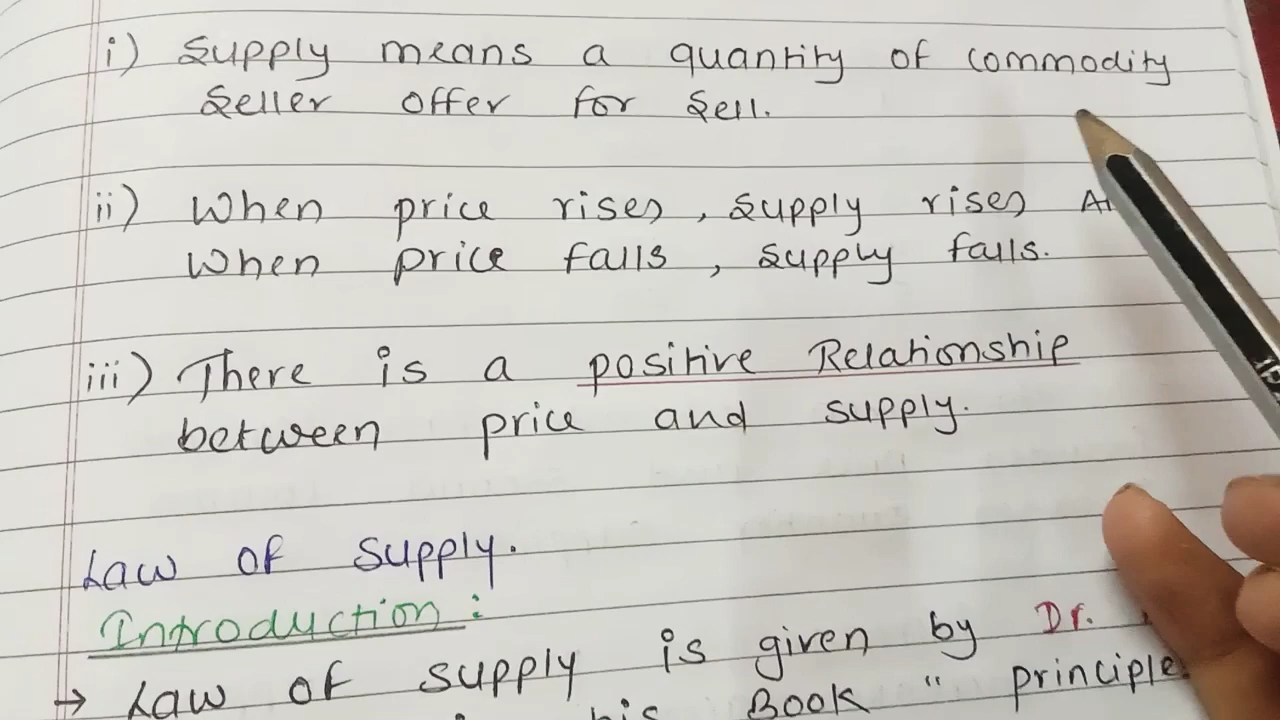 i) Supply means a quantity of commodity
Seller offer for Sell.
ii) When price rises, Supply rises
When price falls, Supply falls.
iii) There is a positive Relationship
between price and supply.
Law of Supply.
Introduction:
→ Law of supply is given by Dr.
his Book " principle